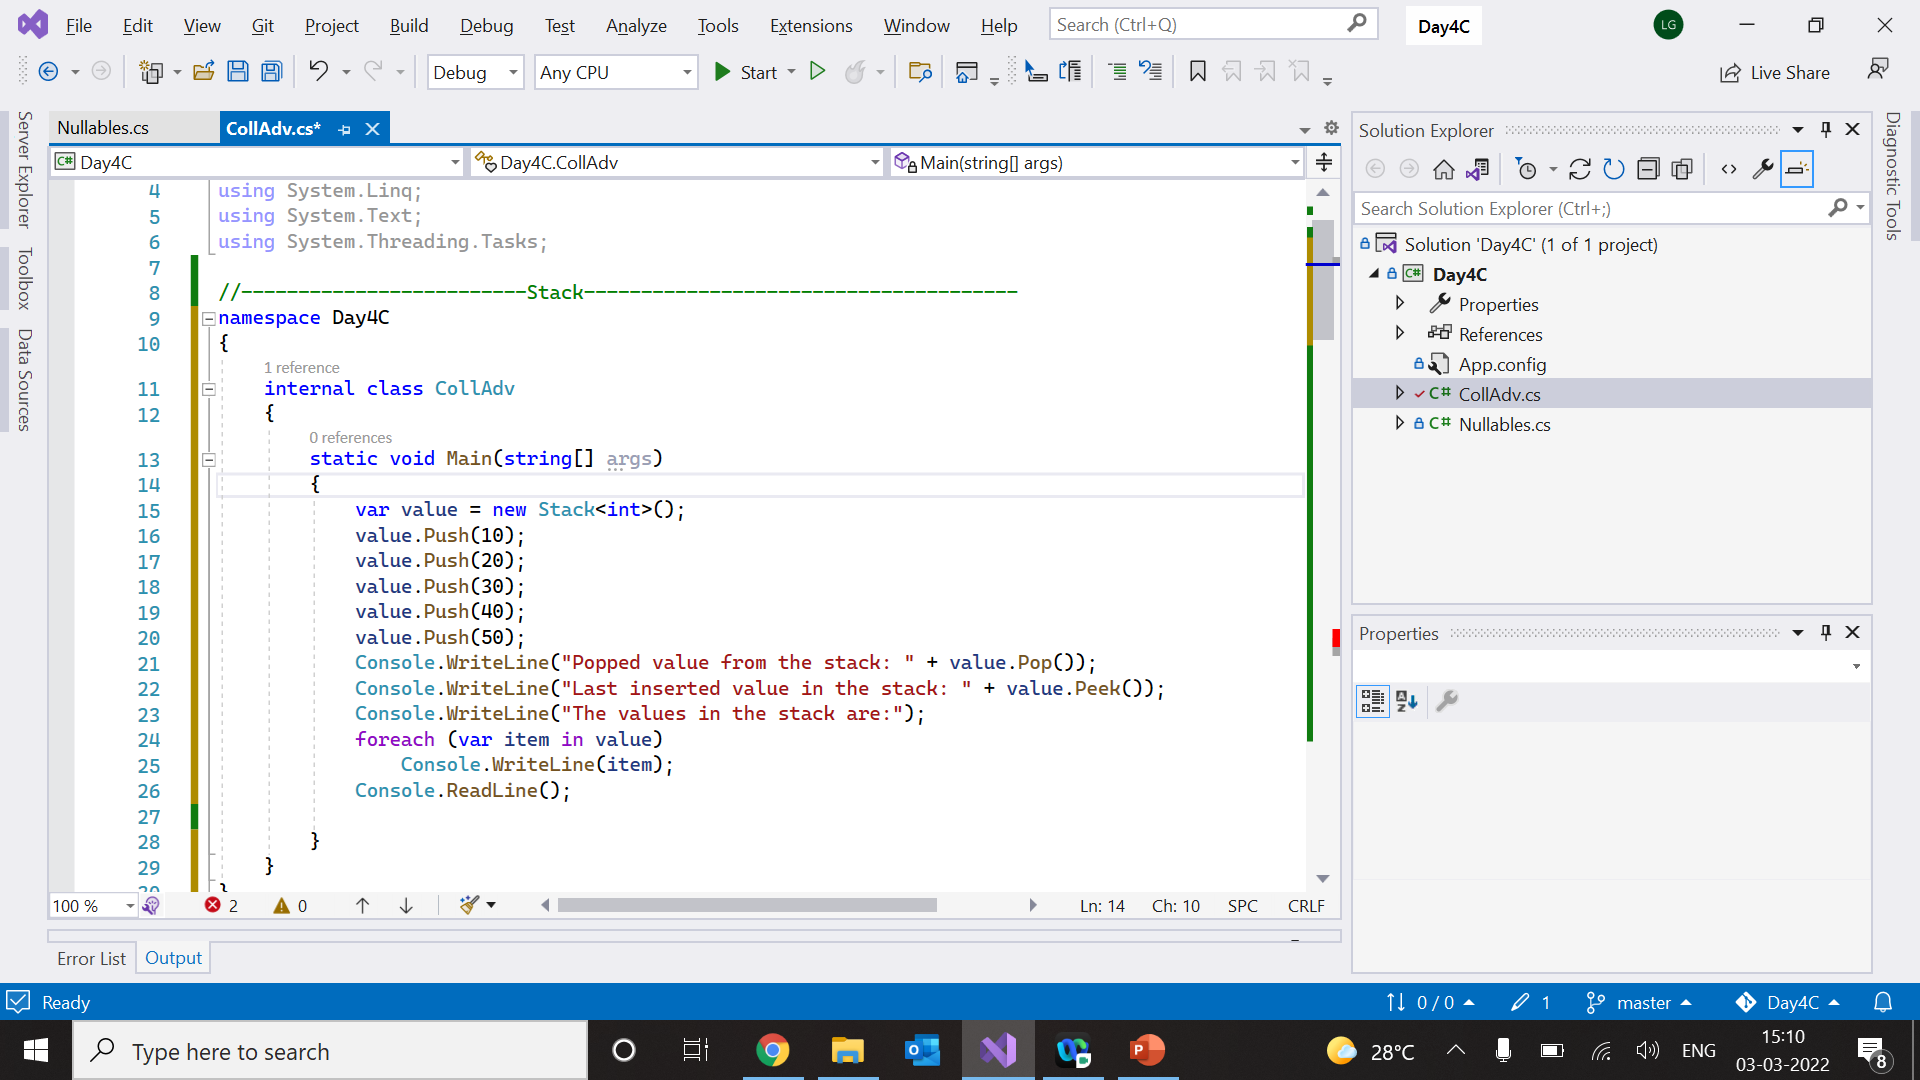 File Edit View Git Project Build Debug Test Analyze Tools Extensions Window Help Search (Ctrl+Q) Day4C LG
Debug Any CPU Start Live Share
Server Explorer
Toolbox
Data Sources
Nullables.cs CollAdv.cs*
Day4C Day4C.CollAdv Main(string[] args)
4 using System.Linq;
5 using System.Text;
6 using System.Threading.Tasks;
7
8 //-------------------------Stack--------------------------------------
9 namespace Day4C
10 {
1 reference
11 internal class CollAdv
12 {
0 references
13 static void Main(string[] args)
14 {
15 var value = new Stack<int>();
16 value.Push(10);
17 value.Push(20);
18 value.Push(30);
19 value.Push(40);
20 value.Push(50);
21 Console.WriteLine("Popped value from the stack: " + value.Pop());
22 Console.WriteLine("Last inserted value in the stack: " + value.Peek());
23 Console.WriteLine("The values in the stack are:");
24 foreach (var item in value)
25 Console.WriteLine(item);
26 Console.ReadLine();
27
28 }
29 }
30 }
100 % 2 0 Ln: 14 Ch: 10 SPC CRLF
Error List Output
Solution Explorer
Search Solution Explorer (Ctrl+;)
Solution 'Day4C' (1 of 1 project)
C# Day4C
Properties
References
App.config
C# CollAdv.cs
C# Nullables.cs
Properties
Diagnostic Tools
Ready 0 / 0 1 master Day4C
Type here to search 28°C ENG 15:10
03-03-2022 8